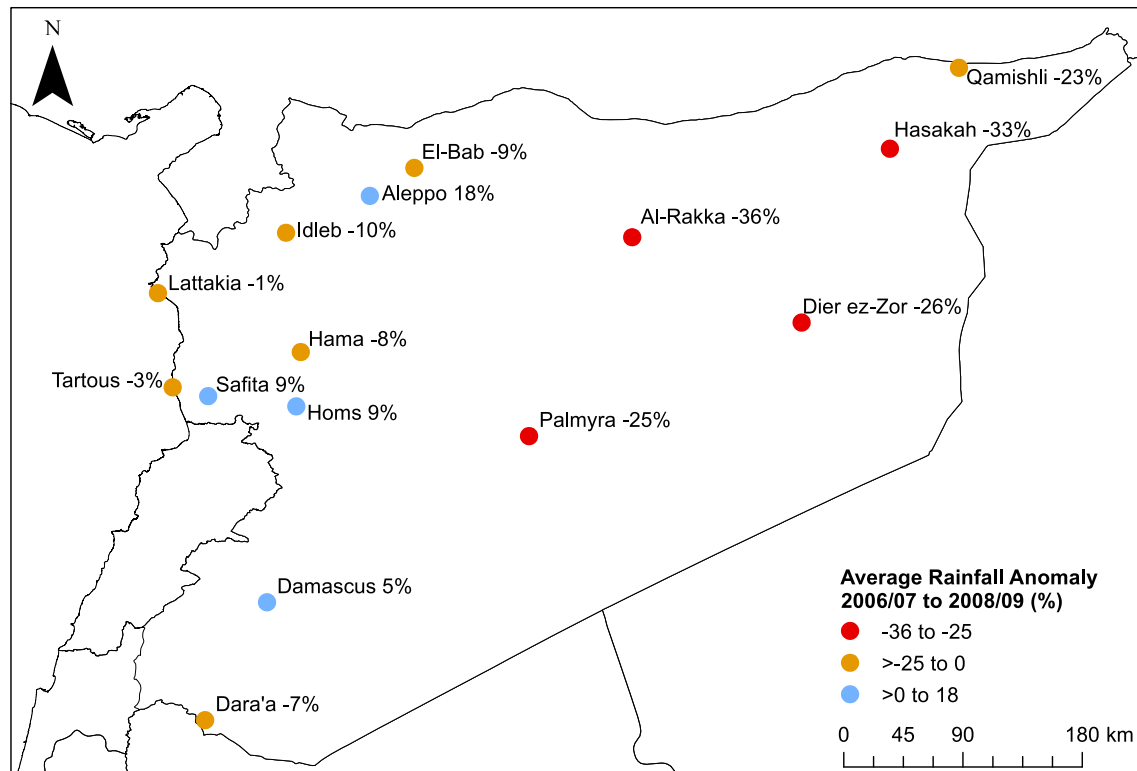 N
Qamishli -23%
Hasakah -33%
El-Bab -9%
Aleppo 18%
Al-Rakka -36%
Idleb -10%
Lattakia -1%
Dier ez-Zor -26%
Hama -8%
Tartous -3%
Safita 9%
Homs 9%
Palmyra -25%
Damascus 5%
Dara'a -7%
Average Rainfall Anomaly
2006/07 to 2008/09 (%)
-36 to -25
>-25 to 0
>0 to 18
0 45 90 180 km